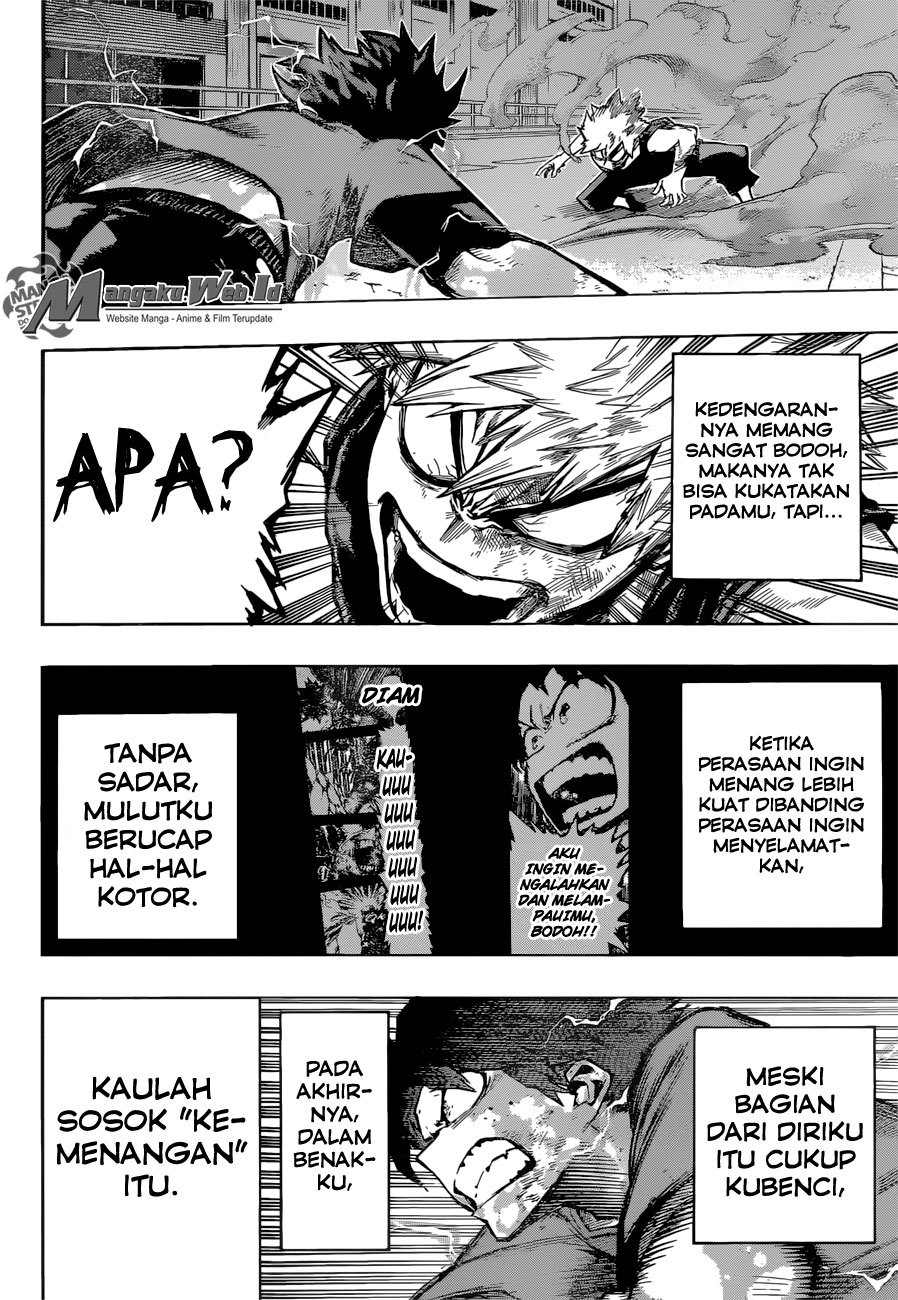 MANGAKU.WEB.ID
Website Manga - Anime & Film Terupdate
KEDENGARAN-
NYA MEMANG
SANGAT BODOH,
MAKANYA TAK
BISA KUKATAKAN
PADAMU, TAPI...
APA?
KETIKA
PERASAAN INGIN
MENANG LEBIH
KUAT DIBANDING
PERASAAN INGIN
MENYELAMAT-
KAN,
AKU
INGIN ME-
NGALAHKAN
DAN MELAM-
PAUIMU,
BODOH!!
DIAM
KAU-
UUU
UUU
UUU
UUU
UUU
UUU!
TANPA
SADAR,
MULUTKU
BERUCAP
HAL-HAL
KOTOR.
MESKI
BAGIAN
DARI DIRIKU
ITU CUKUP
KUBENCI,
PADA
AKHIR-
NYA,
DALAM
BENAK-
KU,
KAULAH
SOSOK "KE-
MENANGAN"
ITU.